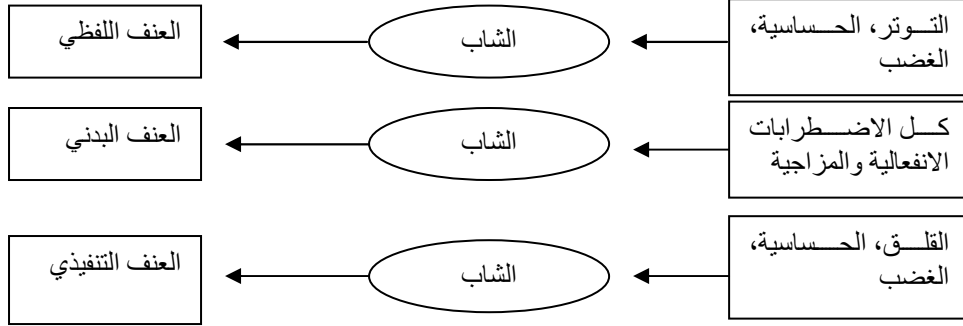 التوتر، الحساسية،
الغضب
الشاب
العنف اللفظي
كل الاضطرابات
الانفعالية والمزاجية
الشاب
العنف البدني
القلق، الحساسية،
الغضب
الشاب
العنف التنفيذي